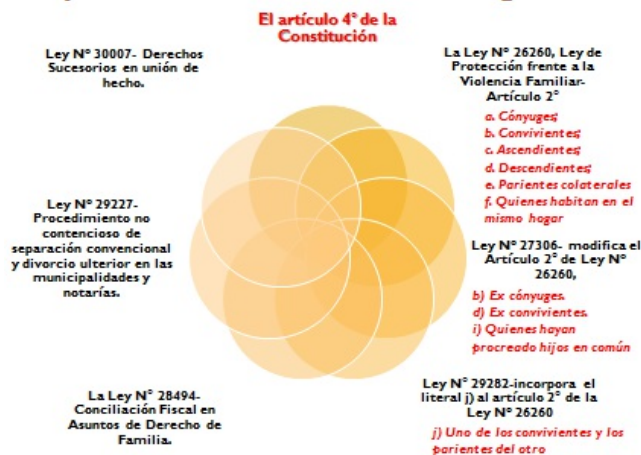 El artículo 4° de la
Constitución
La Ley N° 26260, Ley de
Protección frente a la
Violencia Familiar-
Artículo 2°
a. Cónyuges;
b. Convivientes;
c. Ascendientes;
d. Descendientes;
e. Parientes colaterales
f. Quienes habitan en el
mismo hogar
Ley N° 27306- modifica el
Artículo 2° de Ley N°
26260,
b) Ex cónyuges.
d) Ex convivientes.
i) Quienes hayan
procreado hijos en común
Ley N° 29282-incorpora el
literal j) al artículo 2° de la
Ley N° 26260
j) Uno de los convivientes y los
parientes del otro
La Ley N° 28494-
Conciliación Fiscal en
Asuntos de Derecho de
Familia.
Ley N° 29227-
Procedimiento no
contencioso de
separación convencional
y divorcio ulterior en las
municipalidades y
notarías.
Ley N° 30007- Derechos
Sucesorios en unión de
hecho.